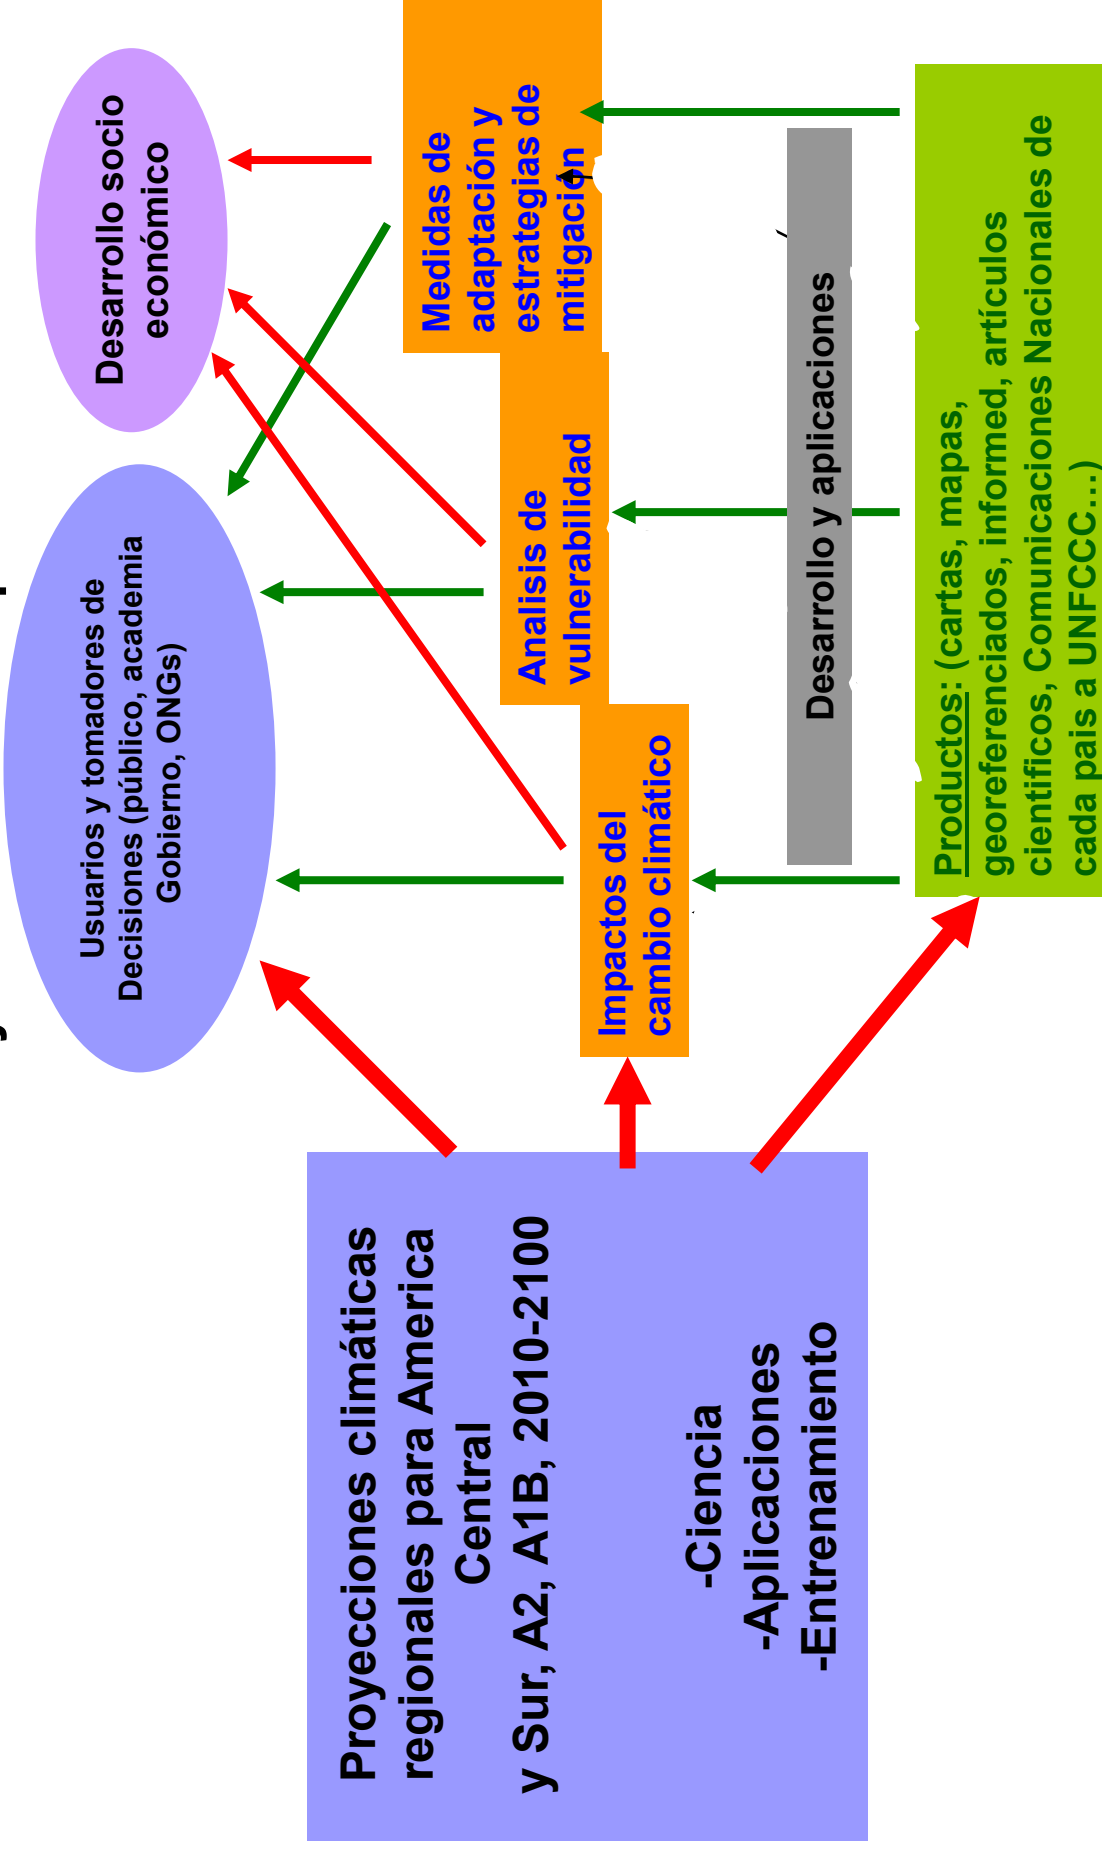 Proyecciones climáticas
regionales para America
Central
y Sur, A2, A1B, 2010-2100
-Ciencia
-Aplicaciones
-Entrenamiento
Usuarios y tomadores de
Decisiones (público, academia
Gobierno, ONGs)
Desarrollo socio
económico
Impactos del
cambio climático
Analisis de
vulnerabilidad
Medidas de
adaptación y
estrategias de
mitigación
Desarrollo y aplicaciones
Productos: (cartas, mapas,
georeferenciados, informed, artículos
cientificos, Comunicaciones Nacionales de
cada pais a UNFCCC…)